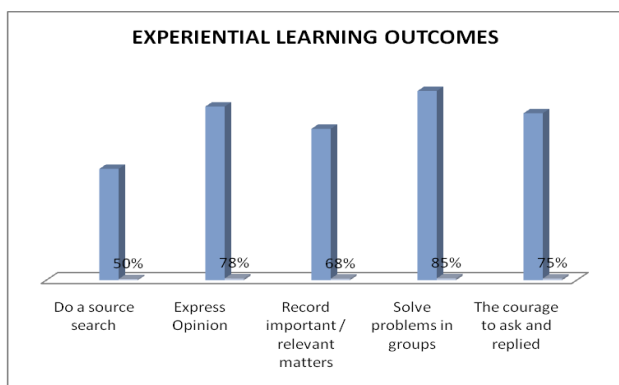 EXPERIENTIAL LEARNING OUTCOMES
50%
78%
68%
85%
75%
Do a source
search
Express
Opinion
Record
important /
relevant
matters
Solve
problems in
groups
The courage
to ask and
replied